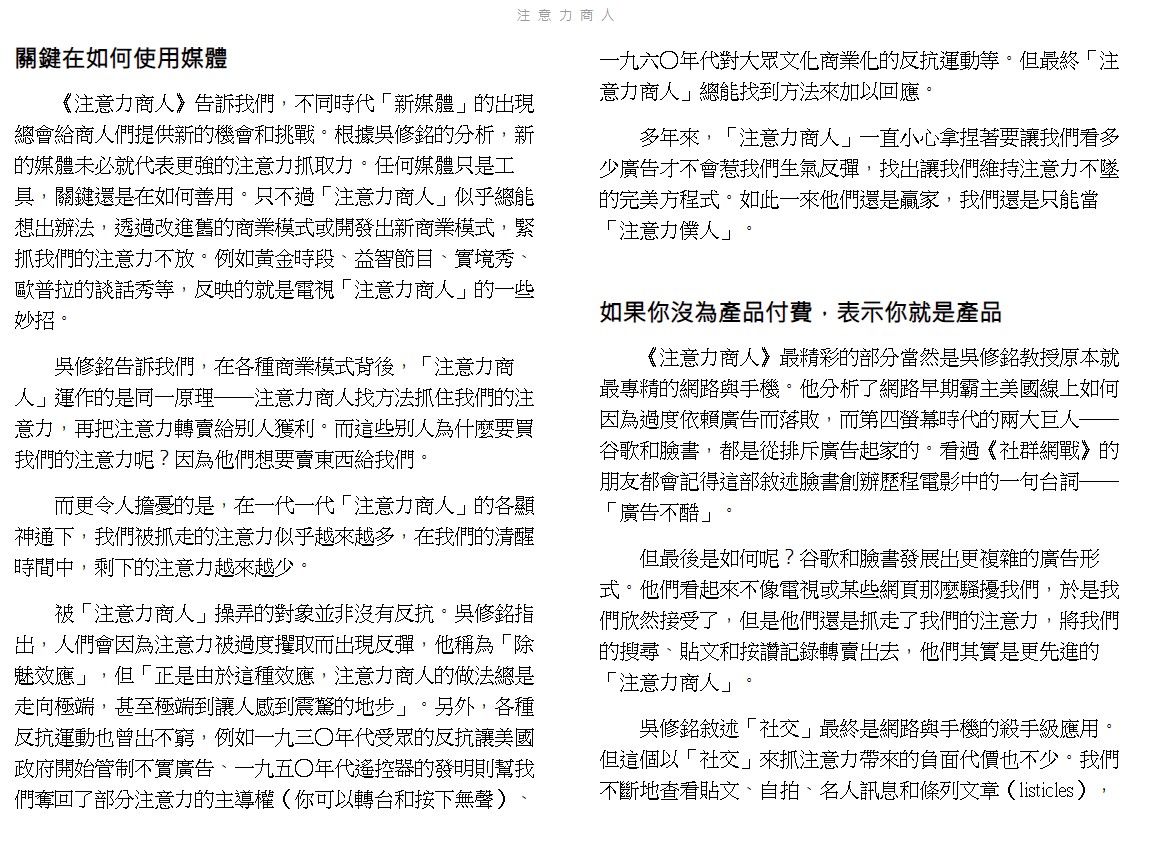 注意力商人
關鍵在如何使用媒體
《注意力商人》告訴我們，不同時代「新媒體」的出現
總會給商人們提供新的機會和挑戰。根據吳修銘的分析，新
的媒體未必就代表更強的注意力抓取力。任何媒體只是工
具，關鍵還是在如何善用。只不過「注意力商人」似乎總能
想出辦法，透過改進舊的商業模式或開發出新商業模式，緊
抓我們的注意力不放。例如黃金時段、益智節目、實境秀、
歐普拉的談話秀等，反映的就是電視「注意力商人」的一些
妙招。
吳修銘告訴我們，在各種商業模式背後，「注意力商
人」運作的是同一原理——注意力商人找方法抓住我們的注
意力，再把注意力轉賣給別人獲利。而這些別人為什麼要買
我們的注意力呢？因為他們想要賣東西給我們。
而更令人擔憂的是，在一代一代「注意力商人」的各顯
神通下，我們被抓走的注意力似乎越來越多，在我們的清醒
時間中，剩下的注意力越來越少。
被「注意力商人」操弄的對象並非沒有反抗。吳修銘指
出，人們會因為注意力被過度攫取而出現反彈，他稱為「除
魅效應」，但「正是由於這種效應，注意力商人的做法總是
走向極端，甚至極端到讓人感到震驚的地步」。另外，各種
反抗運動也曾出不窮，例如一九三〇年代受眾的反抗讓美國
政府開始管制不實廣告、一九五〇年代遙控器的發明則幫我
們奪回了部分注意力的主導權（你可以轉台和按下無聲）、
一九六〇年代對大眾文化商業化的反抗運動等。但最終「注
意力商人」總能找到方法來加以回應。
多年來，「注意力商人」一直小心拿捏著要讓我們看多
少廣告才不會惹我們生氣反彈，找出讓我們維持注意力不墜
的完美方程式。如此一來他們還是贏家，我們還是只能當
「注意力僕人」。
如果你沒為產品付費，表示你就是產品
《注意力商人》最精彩的部分當然是吳修銘教授原本就
最專精的網路與手機。他分析了網路早期霸主美國線上如何
因為過度依賴廣告而落敗，而第四螢幕時代的兩大巨人——
谷歌和臉書，都是從排斥廣告起家的。看過《社群網戰》的
朋友都會記得這部敘述臉書創辦歷程電影中的一句台詞——
「廣告不酷」。
但最後是如何呢？谷歌和臉書發展出更複雜的廣告形
式。他們看起來不像電視或某些網頁那麼騷擾我們，於是我
們欣然接受了，但是他們還是抓走了我們的注意力，將我們
的搜尋、貼文和按讚記錄轉賣出去，他們其實是更先進的
「注意力商人」。
吳修銘敘述「社交」最終是網路與手機的殺手級應用。
但這個以「社交」來抓注意力帶來的負面代價也不少。我們
不斷地查看貼文、自拍、名人訊息和條列文章（listicles），